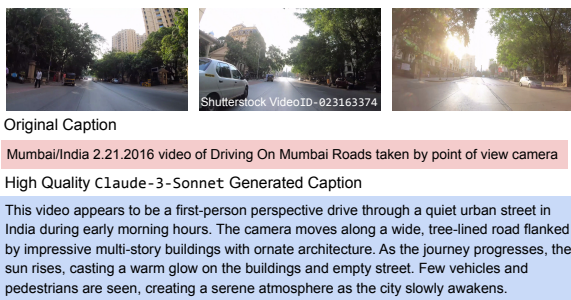 Shutterstock VideoID-023163374
Original Caption
Mumbai/India 2.21.2016 video of Driving On Mumbai Roads taken by point of view camera
High Quality Claude-3-Sonnet Generated Caption
This video appears to be a first-person perspective drive through a quiet urban street in
India during early morning hours. The camera moves along a wide, tree-lined road flanked
by impressive multi-story buildings with ornate architecture. As the journey progresses, the
sun rises, casting a warm glow on the buildings and empty street. Few vehicles and
pedestrians are seen, creating a serene atmosphere as the city slowly awakens.